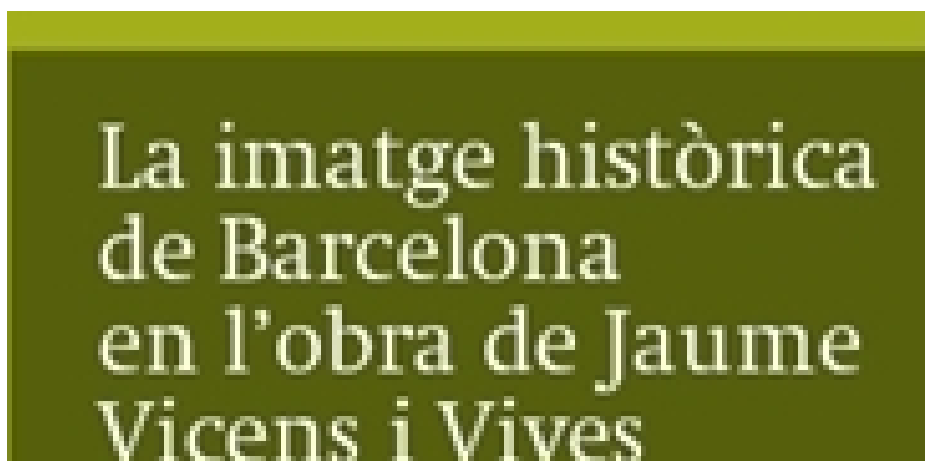 La imatge històrica
de Barcelona
en l’obra de Jaume
Vicens i Vives